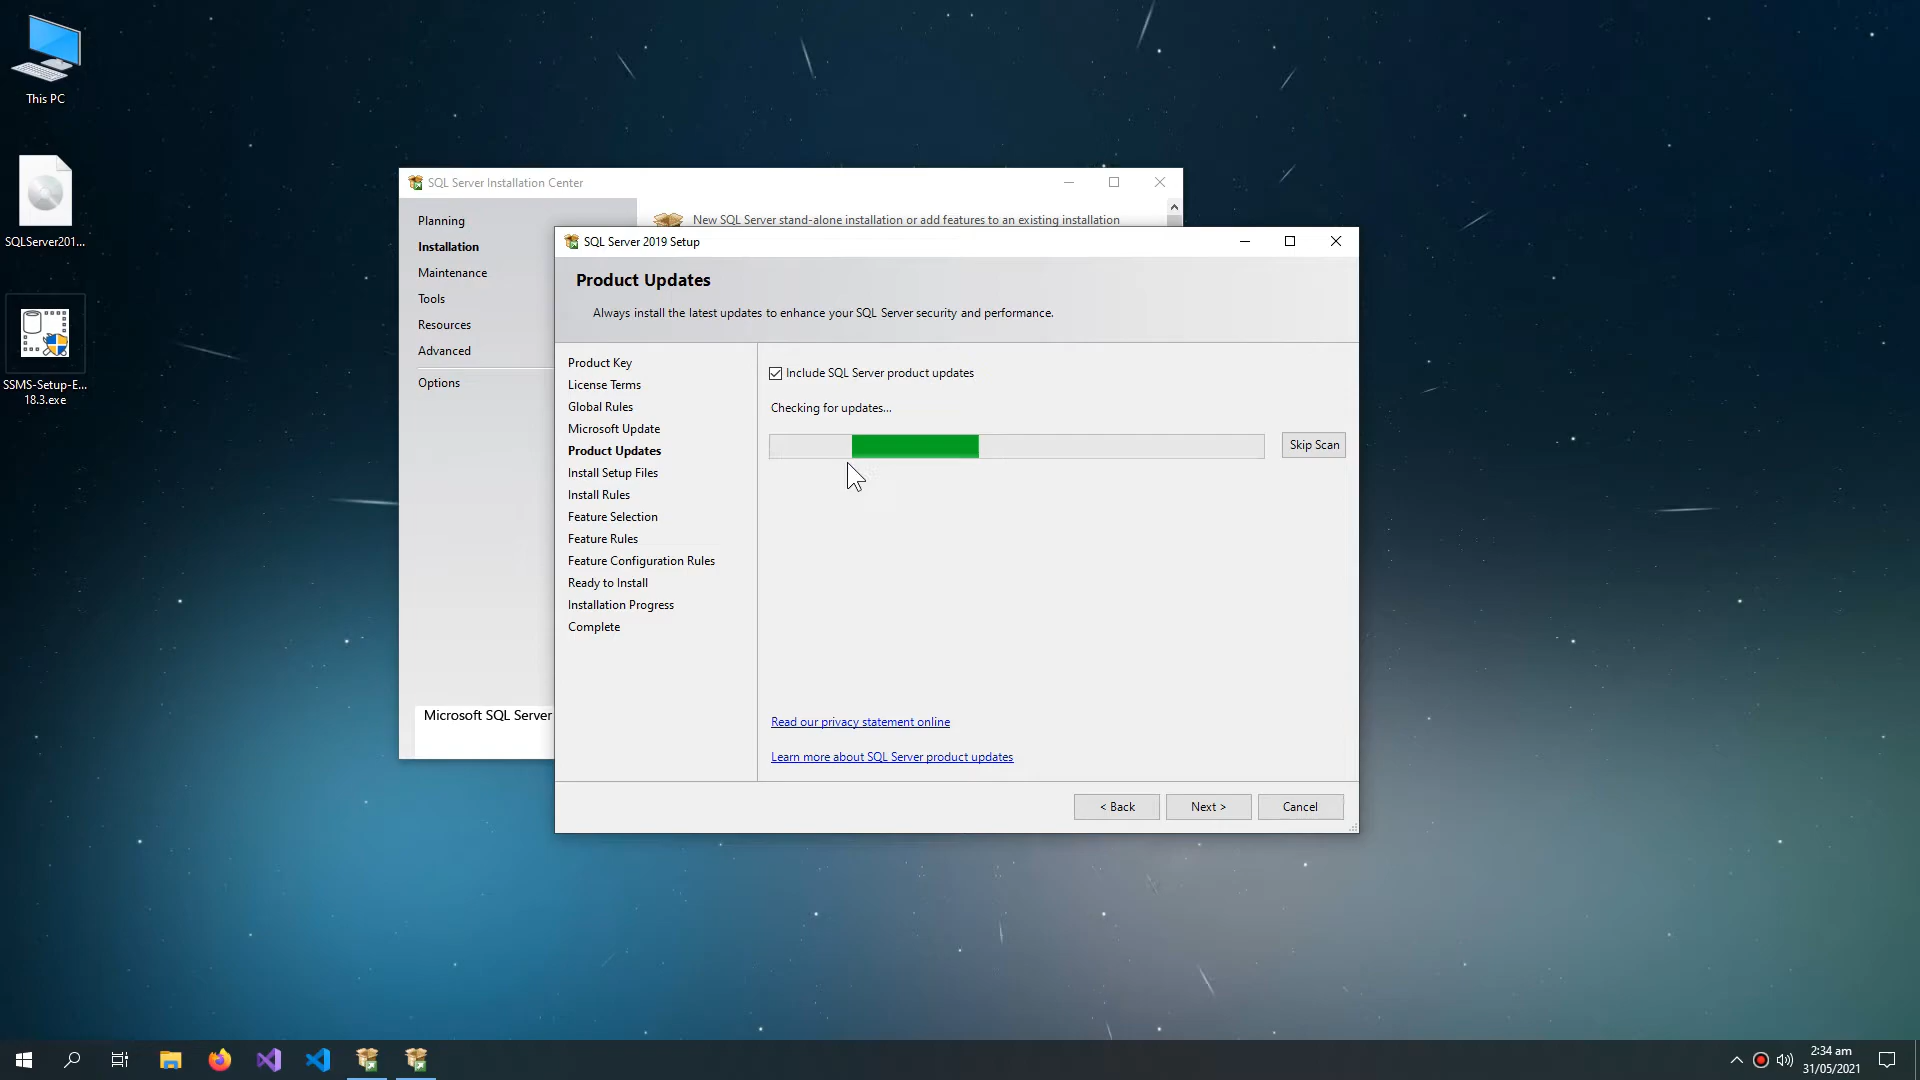 This PC
SQLServer201...
SSMS-Setup-E...
18.3.exe
SQL Server Installation Center
Planning
Installation
Maintenance
Tools
Resources
Advanced
Options
Microsoft SQL Server
New SQL Server stand-alone installation or add features to an existing installation
SQL Server 2019 Setup
Product Updates
Always install the latest updates to enhance your SQL Server security and performance.
Product Key
License Terms
Global Rules
Microsoft Update
Product Updates
Install Setup Files
Install Rules
Feature Selection
Feature Rules
Feature Configuration Rules
Ready to Install
Installation Progress
Complete
Include SQL Server product updates
Checking for updates...
Skip Scan
Read our privacy statement online
Learn more about SQL Server product updates
< Back
Next >
Cancel
2:34 am
31/05/2021